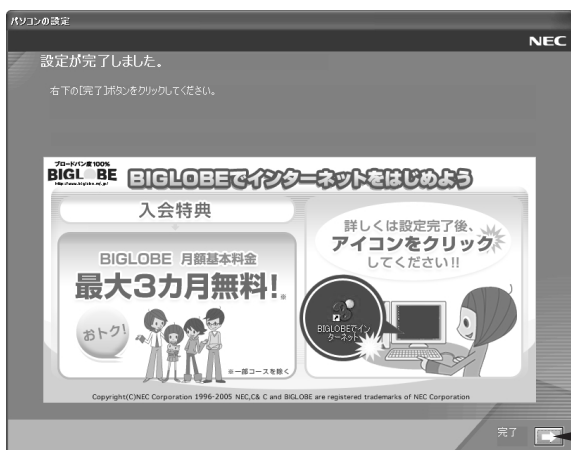 パソコンの設定
NEC
設定が完了しました。
右下の[完了]ボタンをクリックしてください。
ブロードバンド度100%
BIGLOBE
http://www.biglobe.ne.jp/
BIGLOBEでインターネットをはじめよう
入会特典
BIGLOBE 月額基本料金
最大3カ月無料!※
おトク!
※一部コースを除く
詳しくは設定完了後、
アイコンをクリック
してください!!
BIGLOBEでイン
ターネット
Copyright(C)NEC Corporation 1996-2005 NEC,C& C and BIGLOBE are registered trademarks of NEC Corporation
完了